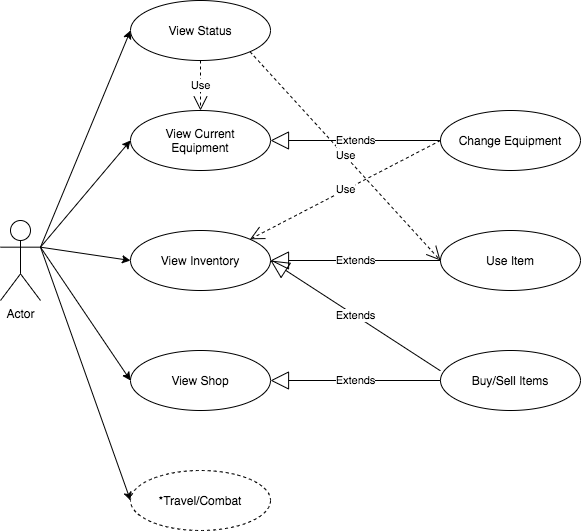 View Status
Use
View Current
Equipment
Extends
Change Equipment
Use
Use
View Inventory
Extends
Use Item
Actor
Extends
View Shop
Extends
Buy/Sell Items
*Travel/Combat